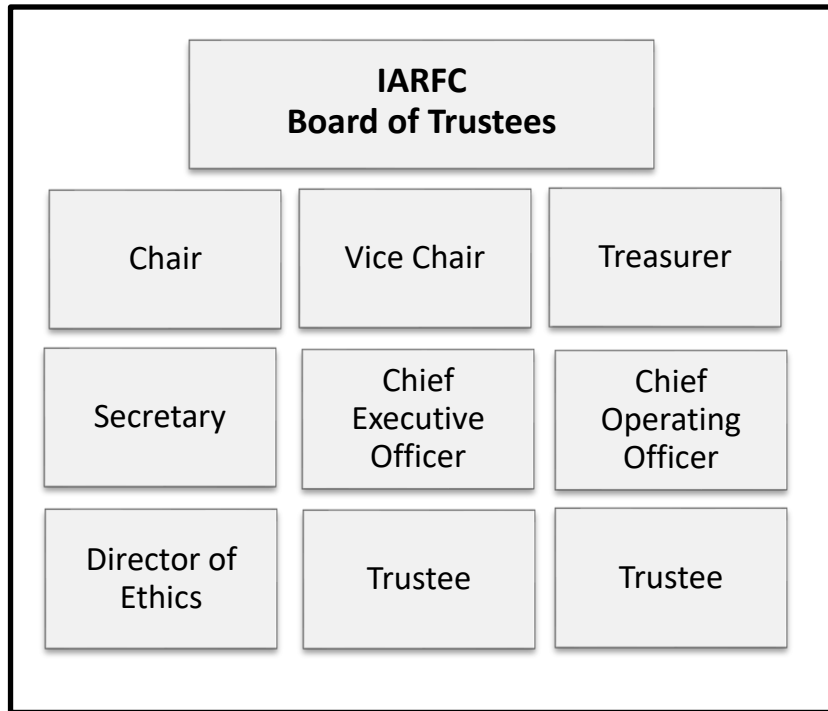 IARFC
Board of Trustees
Chair
Vice Chair
Treasurer
Secretary
Chief
Executive
Officer
Chief
Operating
Officer
Director of
Ethics
Trustee
Trustee